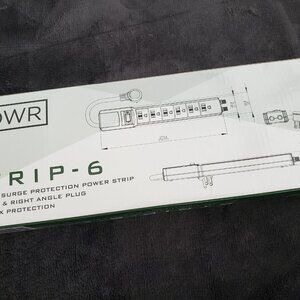 OWR
RIP-6
SURGE PROTECTION POWER STRIP
& RIGHT ANGLE PLUG
PROTECTION